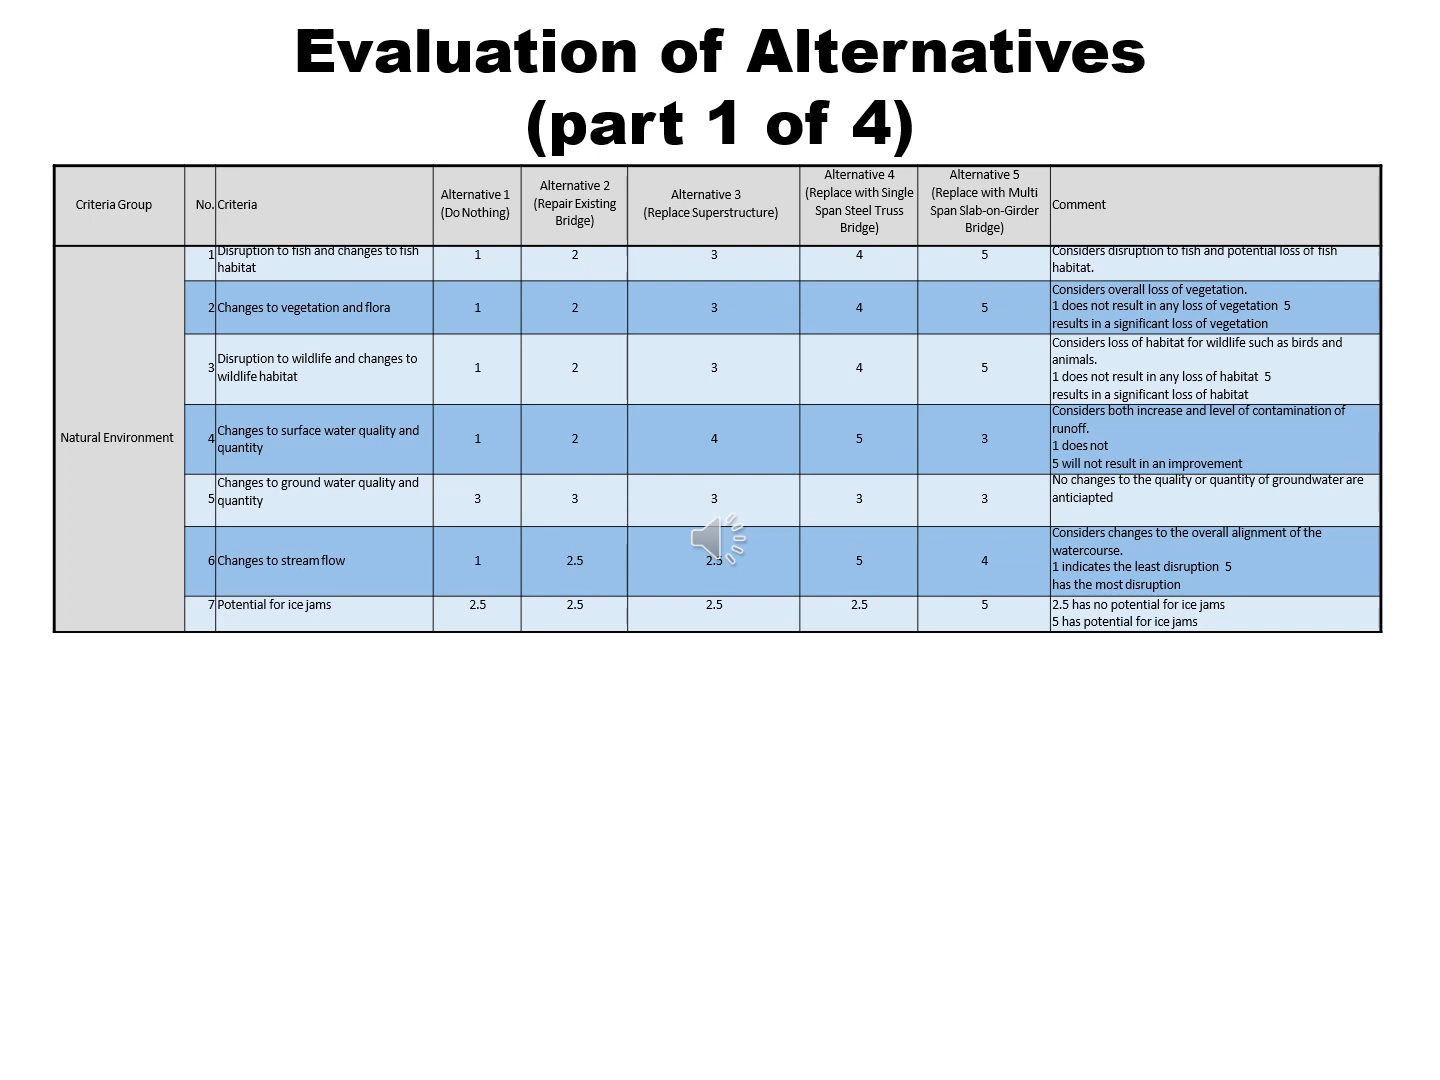 Evaluation of Alternatives
(part 1 of 4)
Criteria Group No. Criteria Alternative 1 (Do Nothing) Alternative 2 (Repair Existing Bridge) Alternative 3 (Replace Superstructure) Alternative 4 (Replace with Single Span Steel Truss Bridge) Alternative 5 (Replace with Multi Span Slab-on-Girder Bridge) Comment
Natural Environment
1 Disruption to fish and changes to fish habitat 1 2 3 4 5 Considers disruption to fish and potential loss of fish
habitat.
2 Changes to vegetation and flora 1 2 3 4 5 Considers overall loss of vegetation.
1 does not result in any loss of vegetation 5
results in a significant loss of vegetation
3 Disruption to wildlife and changes to wildlife habitat 1 2 3 4 5 Considers loss of habitat for wildlife such as birds and
animals.
1 does not result in any loss of habitat 5
results in a significant loss of habitat
4 Changes to surface water quality and quantity 1 2 4 5 3 Considers both increase and level of contamination of
runoff.
1 does not
5 will not result in an improvement
5 Changes to ground water quality and quantity 3 3 3 3 3 No changes to the quality or quantity of groundwater are
anticiapted
6 Changes to stream flow 1 2.5 2.5 5 4 Considers changes to the overall alignment of the
watercourse.
1 indicates the least disruption 5
has the most disruption
7 Potential for ice jams 2.5 2.5 2.5 2.5 5 2.5 has no potential for ice jams
5 has potential for ice jams